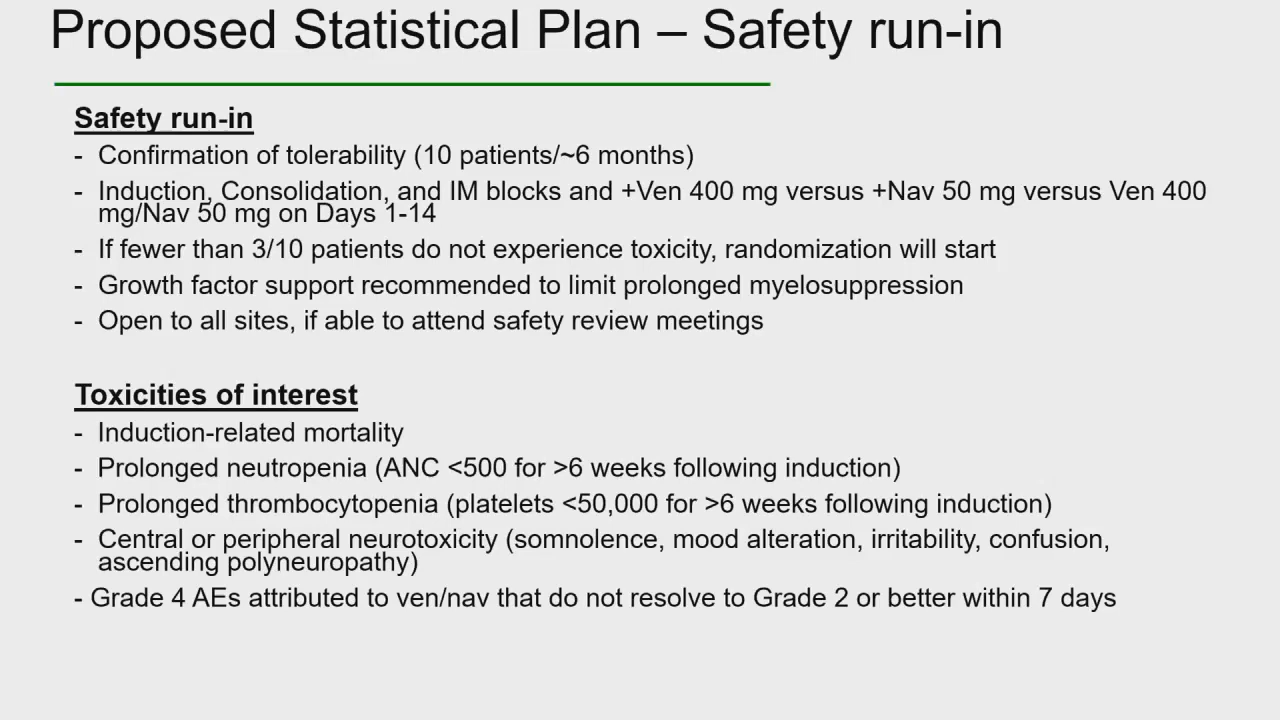 Proposed Statistical Plan – Safety run-in
Safety run-in
- Confirmation of tolerability (10 patients/~6 months)
- Induction, Consolidation, and IM blocks and +Ven 400 mg versus +Nav 50 mg versus Ven 400
mg/Nav 50 mg on Days 1-14
- If fewer than 3/10 patients do not experience toxicity, randomization will start
- Growth factor support recommended to limit prolonged myelosuppression
- Open to all sites, if able to attend safety review meetings
Toxicities of interest
- Induction-related mortality
- Prolonged neutropenia (ANC <500 for >6 weeks following induction)
- Prolonged thrombocytopenia (platelets <50,000 for >6 weeks following induction)
- Central or peripheral neurotoxicity (somnolence, mood alteration, irritability, confusion,
ascending polyneuropathy)
- Grade 4 AEs attributed to ven/nav that do not resolve to Grade 2 or better within 7 days